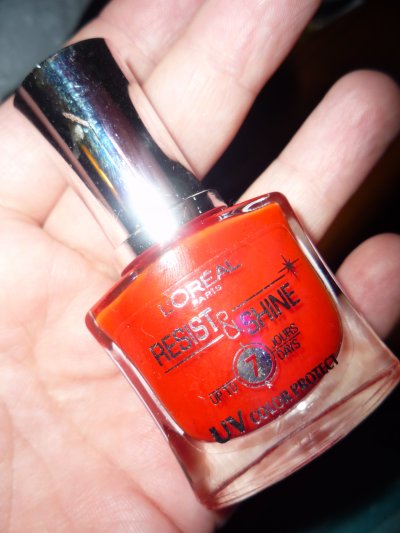 L'ORÉAL
PARIS
RESIST & SHINE
UP TO 7 JOURS
DAYS
UV COLOR PROTECT